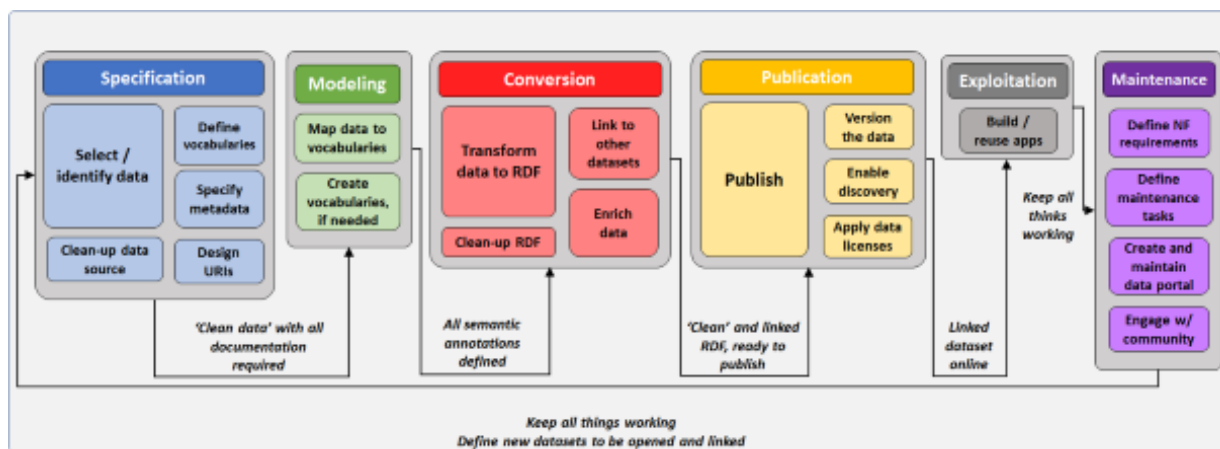 Specification
Select /
identify data
Define
vocabularies
Specify
metadata
Clean-up data
source
Design
URIs
Modeling
Map data to
vocabularies
Create
vocabularies,
if needed
Conversion
Transform
data to RDF
Link to
other
datasets
Enrich
data
Clean-up RDF
Publication
Publish
Version
the data
Enable
discovery
Apply data
licenses
Exploitation
Build /
reuse apps
Maintenance
Define NF
requirements
Define
maintenance
tasks
Create and
maintain
data portal
Engage w/
community
'Clean data' with all
documentation
required
All semantic
annotations
defined
'Clean' and linked
RDF, ready to
publish
Linked
dataset
online
Keep all
thinks
working
Keep all things working
Define new datasets to be opened and linked